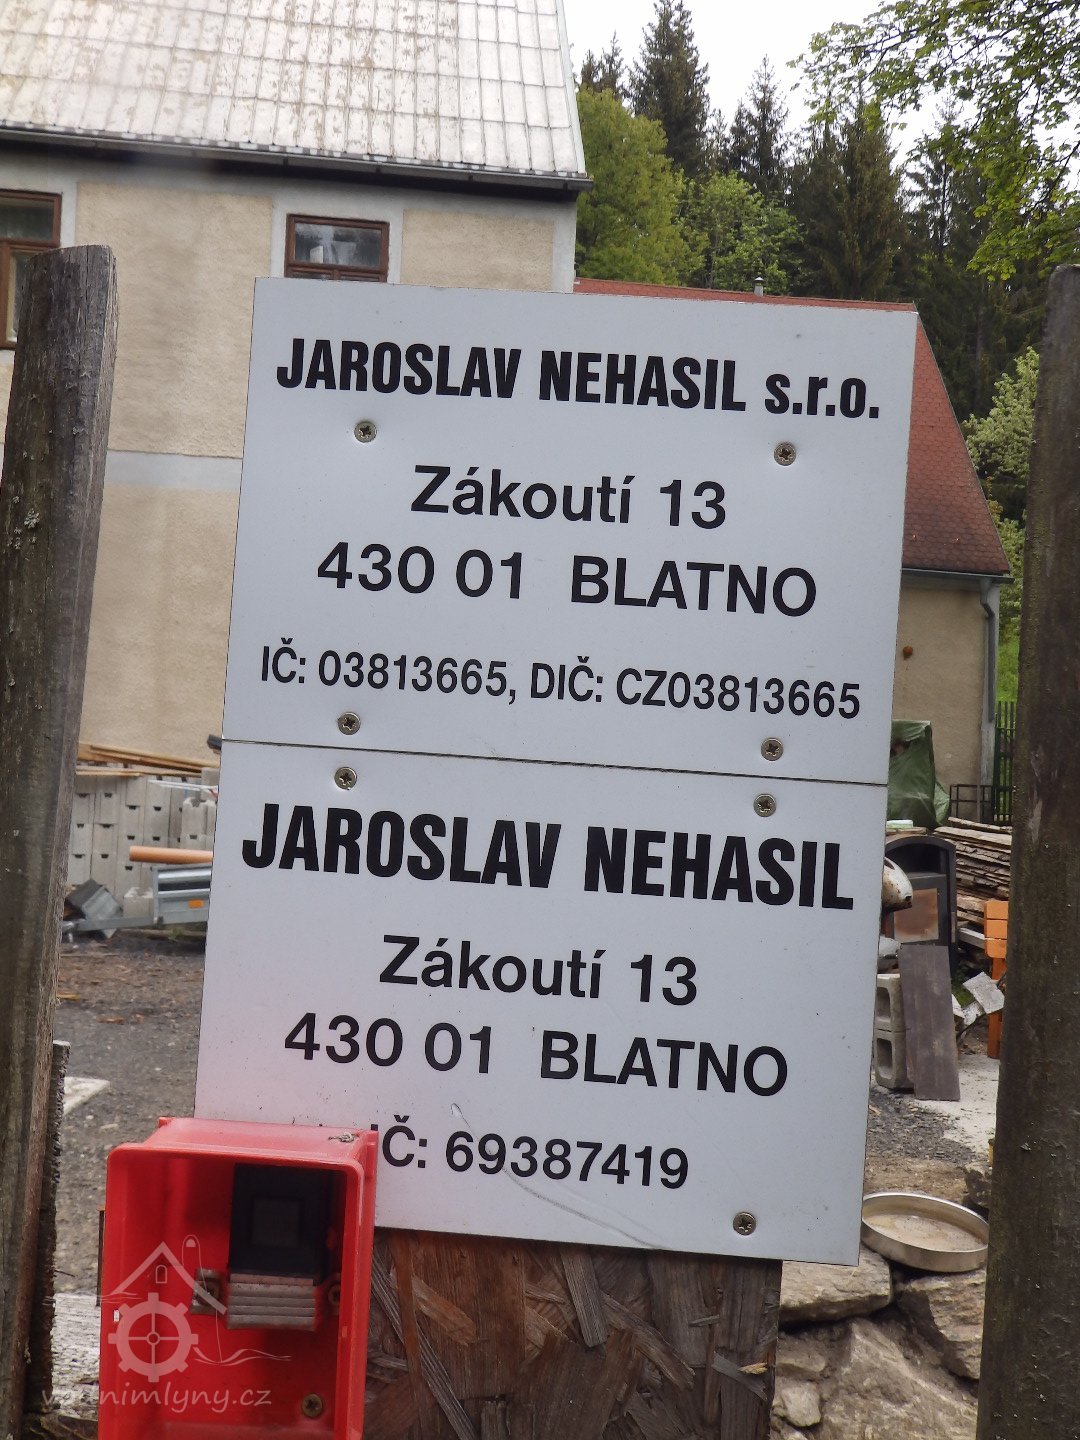 JAROSLAV NEHASIL s.r.o.
Zákoutí 13
430 01 BLATNO
IČ: 03813665, DIČ: CZ03813665
JAROSLAV NEHASIL
Zákoutí 13
430 01 BLATNO
IČ: 69387419
vodnimlyny.cz